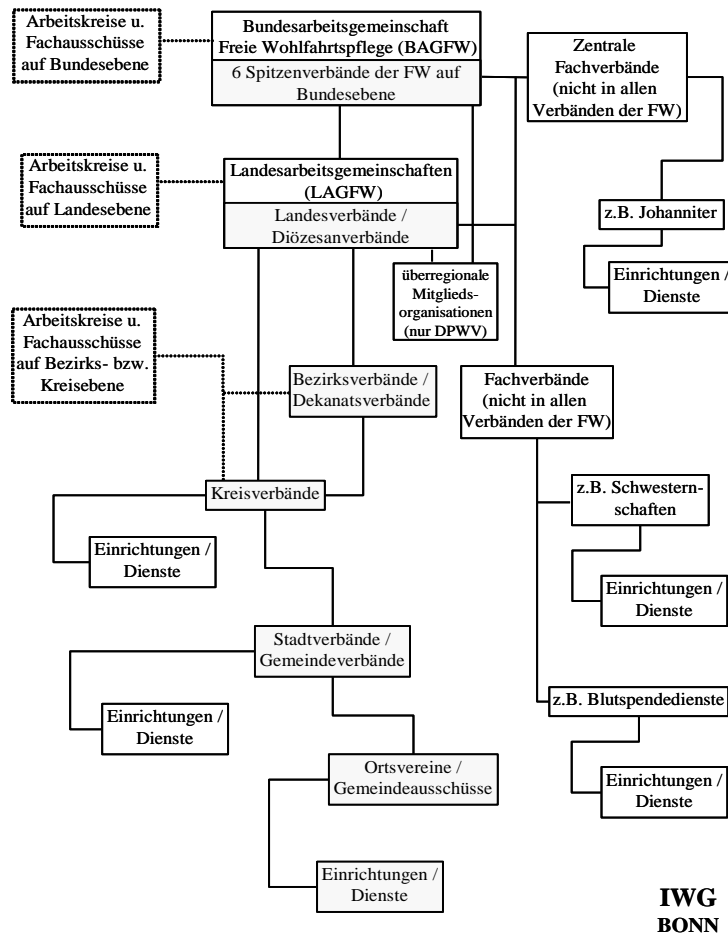 Arbeitskreise u.
Fachausschüsse
auf Bundesebene
Bundesarbeitsgemeinschaft
Freie Wohlfahrtspflege (BAGFW)
6 Spitzenverbände der FW auf
Bundesebene
Zentrale
Fachverbände
(nicht in allen
Verbänden der FW)
Arbeitskreise u.
Fachausschüsse
auf Landesebene
Landesarbeitsgemeinschaften
(LAGFW)
Landesverbände /
Diözesanverbände
z.B. Johanniter
Einrichtungen /
Dienste
überregionale
Mitglieds-
organisationen
(nur DPWV)
Arbeitskreise u.
Fachausschüsse
auf Bezirks- bzw.
Kreisebene
Bezirksverbände /
Dekanatsverbände
Fachverbände
(nicht in allen
Verbänden der FW)
Kreisverbände
z.B. Schwestern-
schaften
Einrichtungen /
Dienste
Einrichtungen /
Dienste
Stadtverbände /
Gemeindeverbände
Einrichtungen /
Dienste
z.B. Blutspendedienste
Ortsvereine /
Gemeindeausschüsse
Einrichtungen /
Dienste
Einrichtungen /
Dienste
IWG
BONN